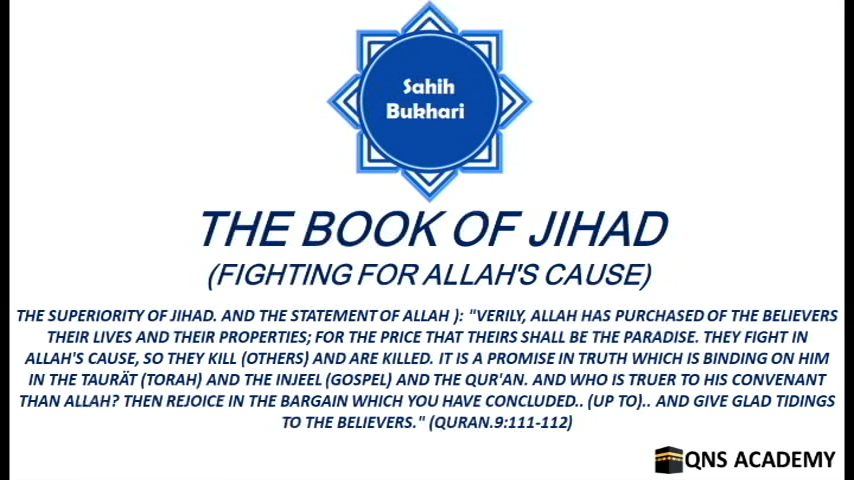 Sahih
Bukhari
THE BOOK OF JIHAD
(FIGHTING FOR ALLAH'S CAUSE)
THE SUPERIORITY OF JIHAD. AND THE STATEMENT OF ALLAH ): "VERILY, ALLAH HAS PURCHASED OF THE BELIEVERS
THEIR LIVES AND THEIR PROPERTIES; FOR THE PRICE THAT THEIRS SHALL BE THE PARADISE. THEY FIGHT IN
ALLAH'S CAUSE, SO THEY KILL (OTHERS) AND ARE KILLED. IT IS A PROMISE IN TRUTH WHICH IS BINDING ON HIM
IN THE TAURÄT (TORAH) AND THE INJEEL (GOSPEL) AND THE QUR'AN. AND WHO IS TRUER TO HIS CONVENANT
THAN ALLAH? THEN REJOICE IN THE BARGAIN WHICH YOU HAVE CONCLUDED.. (UP TO).. AND GIVE GLAD TIDINGS
TO THE BELIEVERS." (QURAN.9:111-112)
QNS ACADEMY